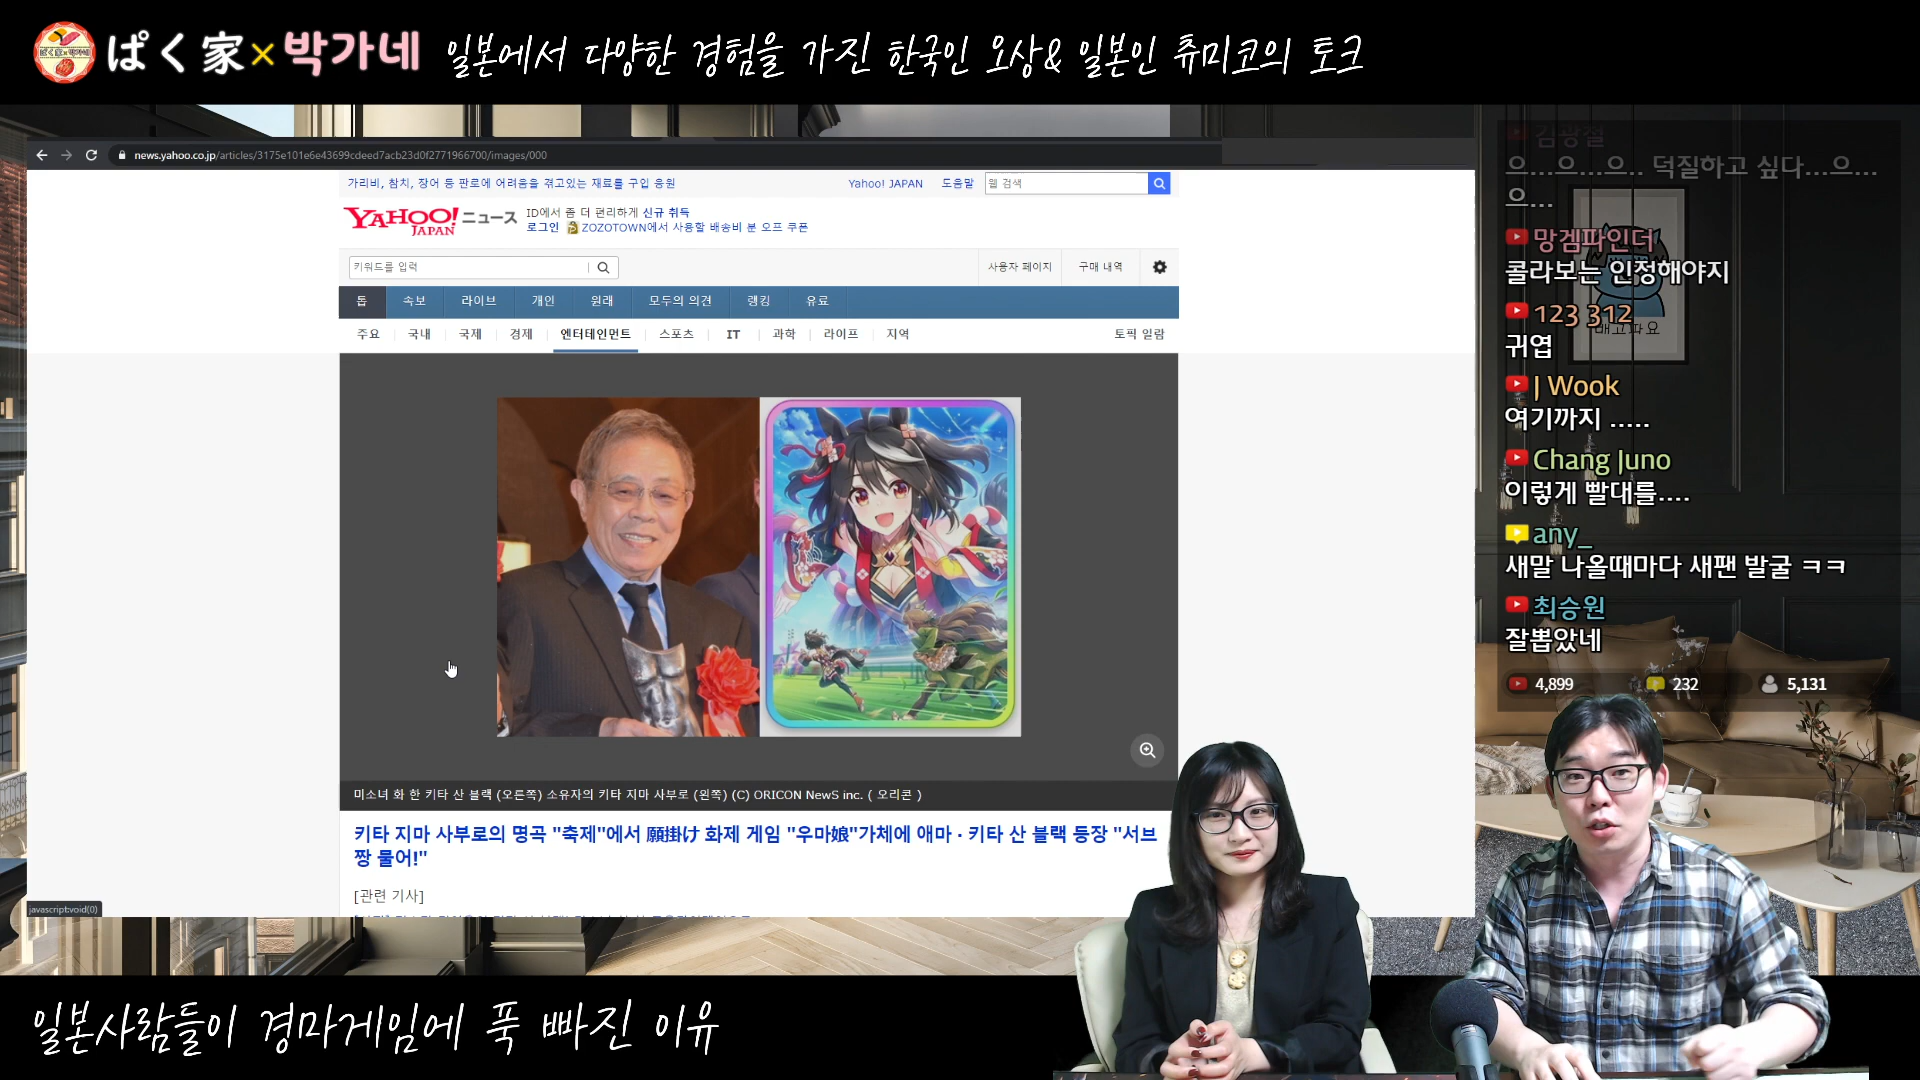 ぱく家×박가네
일본에서 다양한 경험을 가진 한국인 오상& 일본인 츄미코의 토크
news.yahoo.co.jp/articles/3175e101e6e43699cdeed7acb23d0f2771966700/images/000
가리비, 참치, 장어 등 판로에 어려움을 겪고있는 재료를 구입 응원
Yahoo! JAPAN 도움말 웹 검색
YAHOO! JAPAN ニュース
ID에서 좀 더 편리하게 신규 취득
로그인 ZOZOTOWN에서 사용할 배송비 분 오프 쿠폰
키워드를 입력
사용자 페이지 구매 내역
톱 속보 라이브 개인 원래 모두의 의견 랭킹 유료
주요 국내 국제 경제 엔터테인먼트 스포츠 IT 과학 라이프 지역 토픽 일람
미소녀 화 한 키타 산 블랙 (오른쪽) 소유자의 키타 지마 사부로 (왼쪽) (C) ORICON NewS inc. ( 오리콘 )
키타 지마 사부로의 명곡 "축제"에서 願掛け 화제 게임 "우마娘"가체에 애마 · 키타 산 블랙 등장 "서브
짱 물어!"
[관련 기사]
javascript:void(0)
김광철
으...으...으.. 덕질하고 싶다...으...
으...
망겜파인더
콜라보는 인정해야지
123 312
귀엽
배고파요
J Wook
여기까지 .....
Chang Juno
이렇게 빨대를....
any_
새말 나올때마다 새팬 발굴 ㅋㅋ
최승원
잘뽑았네
4,899 232 5,131
일본사람들이 경마게임에 푹 빠진 이유